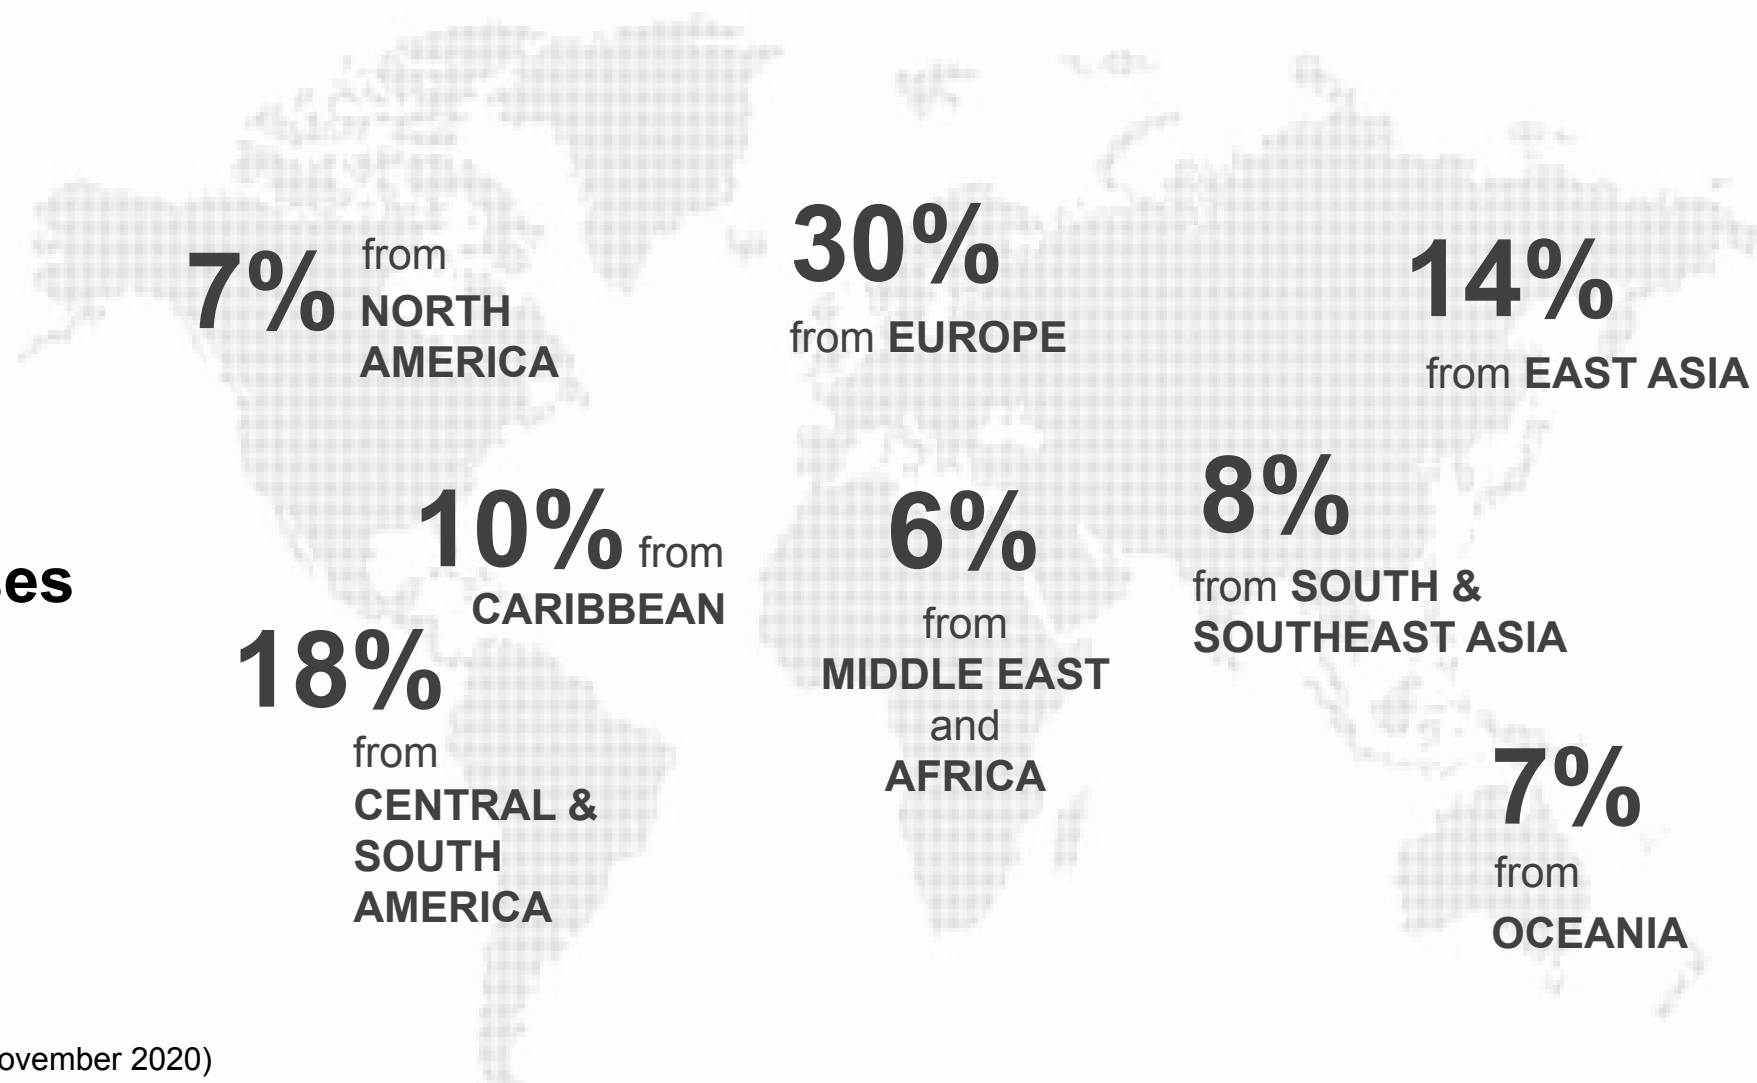 7% from
NORTH
AMERICA
30%
from EUROPE
14%
from EAST ASIA
10% from
CARIBBEAN
6%
from
MIDDLE EAST
and
AFRICA
8%
from SOUTH &
SOUTHEAST ASIA
18%
from
CENTRAL &
SOUTH
AMERICA
7%
from
OCEANIA
es
ovember 2020)